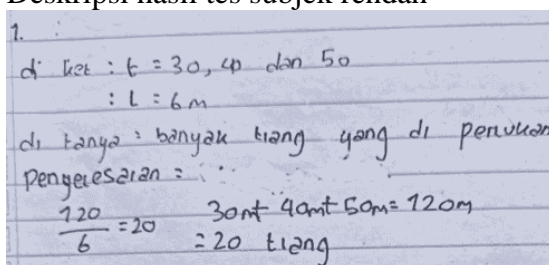 Deskripsi hasil tes subjek rendah
1.
di ket : t = 30, 40 dan 50
: l = 6 m
di tanya : banyak tiang yang di perlukan
Pengelesaian :
120/6 = 20 30m + 40m + 50m = 120m
= 20 tiang